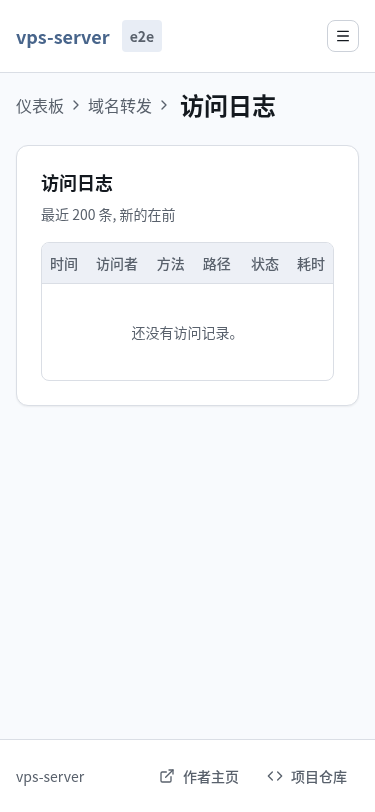 vps-server e2e
仪表板 > 域名转发 > 访问日志
访问日志
最近 200 条, 新的在前
时间 访问者 方法 路径 状态 耗时
还没有访问记录。
vps-server 作者主页 项目仓库